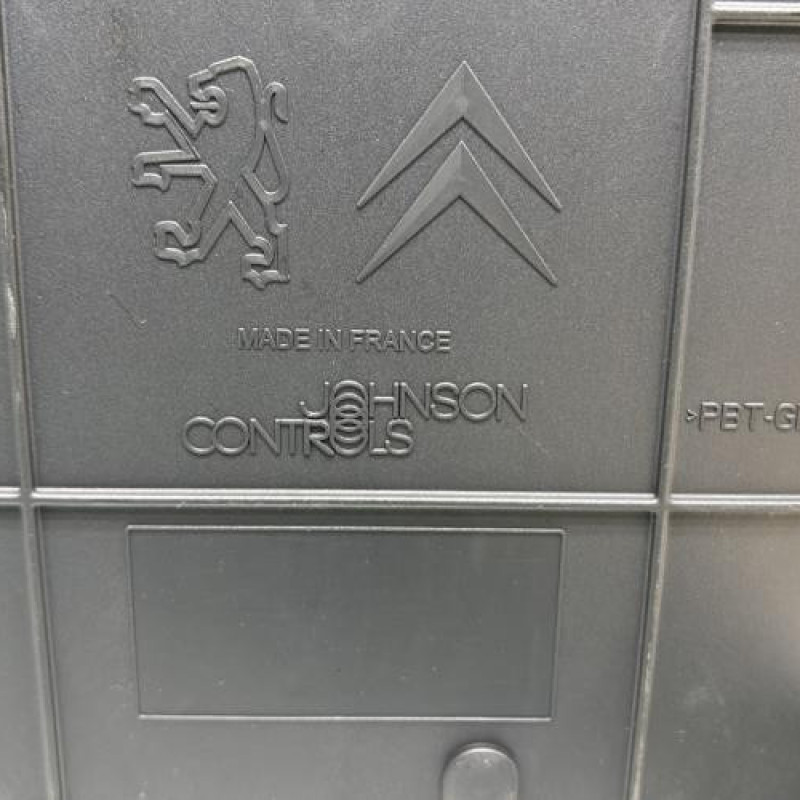 MADE IN FRANCE
JOHNSON
CONTROLS
>PBT-G